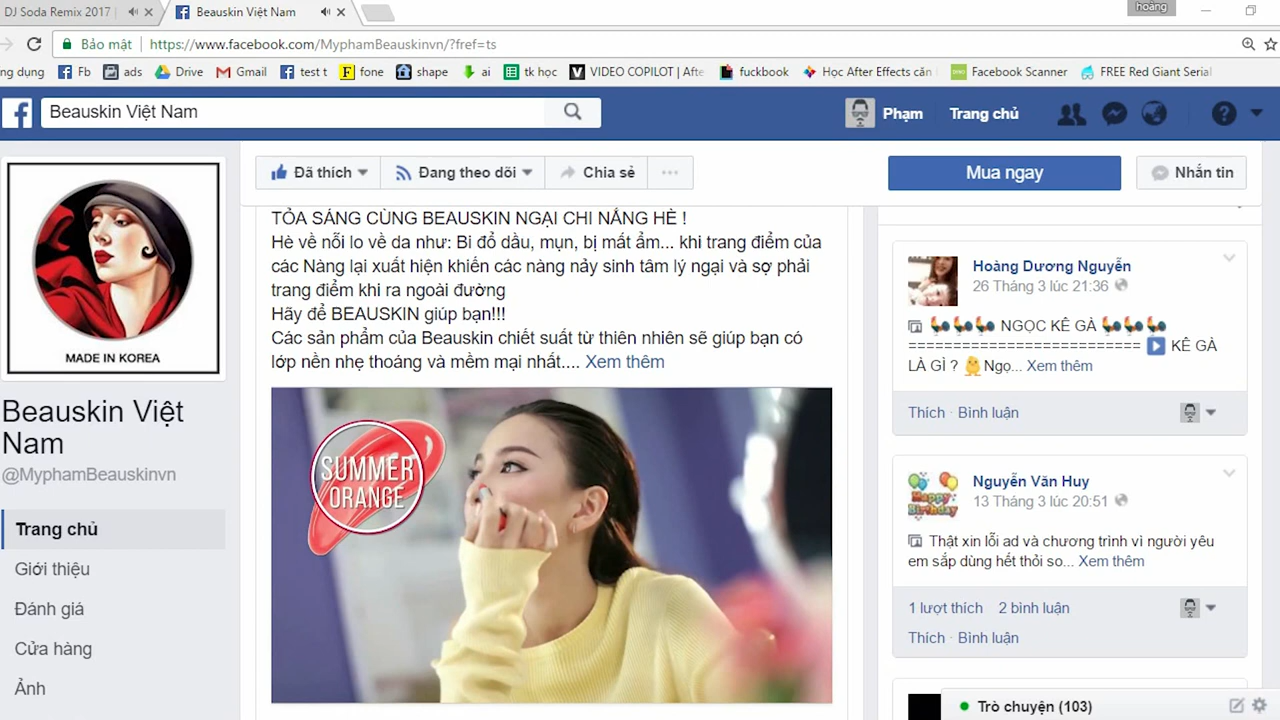 DJ Soda Remix 2017
Beauskin Việt Nam
hoàng
Bảo mật
https://www.facebook.com/MyphamBeauskinvn/?fref=ts
ng dung
Fb
ads
Drive
Gmail
test t
fone
shape
ai
tk học
VIDEO COPILOT | Afte
fuckbook
Học After Effects căn
Facebook Scanner
FREE Red Giant Serial
Beauskin Việt Nam
Phạm
Trang chủ
MADE IN KOREA
Beauskin Việt
Nam
@MyphamBeauskinvn
Trang chủ
Giới thiệu
Đánh giá
Cửa hàng
Ảnh
Đã thích
Đang theo dõi
Chia sẻ
Mua ngay
Nhắn tin
TỎA SÁNG CÙNG BEAUSKIN NGẠI CHI NẮNG HÈ !
Hè về nỗi lo về da như: Bi đổ dầu, mụn, bị mất ẩm... khi trang điểm của
các Nàng lại xuất hiện khiến các nàng nảy sinh tâm lý ngại và sợ phải
trang điểm khi ra ngoài đường
Hãy để BEAUSKIN giúp bạn!!!
Các sản phẩm của Beauskin chiết suất từ thiên nhiên sẽ giúp bạn có
lớp nền nhẹ thoáng và mềm mại nhất.... Xem thêm
SUMMER
ORANGE
Hoàng Dương Nguyễn
26 Tháng 3 lúc 21:36
NGỌC KÊ GÀ
========================== KÊ GÀ
LÀ GÌ ? Ngọ... Xem thêm
Thích · Bình luận
Happy
Birthday
Nguyễn Văn Huy
13 Tháng 3 lúc 20:51
Thật xin lỗi ad và chương trình vì người yêu
em sắp dùng hết thỏi so... Xem thêm
1 lượt thích 2 bình luận
Thích · Bình luận
Trò chuyện (103)